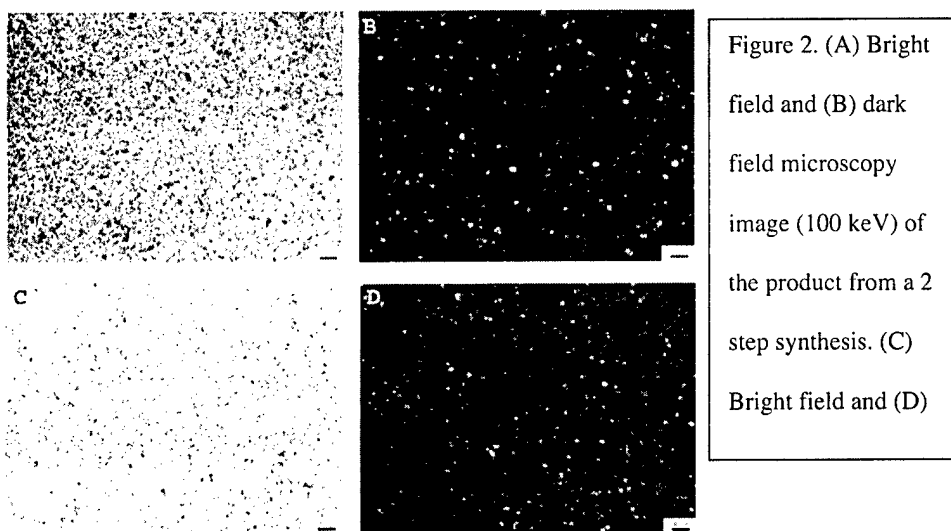 B
C
D
Figure 2. (A) Bright
field and (B) dark
field microscopy
image (100 keV) of
the product from a 2
step synthesis. (C)
Bright field and (D)